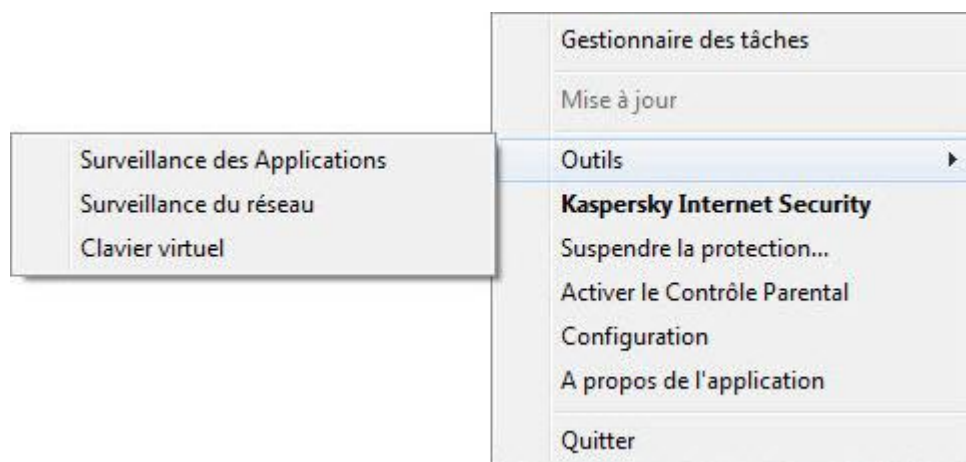 Gestionnaire des tâches
Mise à jour
Outils
Surveillance des Applications
Surveillance du réseau
Clavier virtuel
Kaspersky Internet Security
Suspendre la protection...
Activer le Contrôle Parental
Configuration
A propos de l'application
Quitter